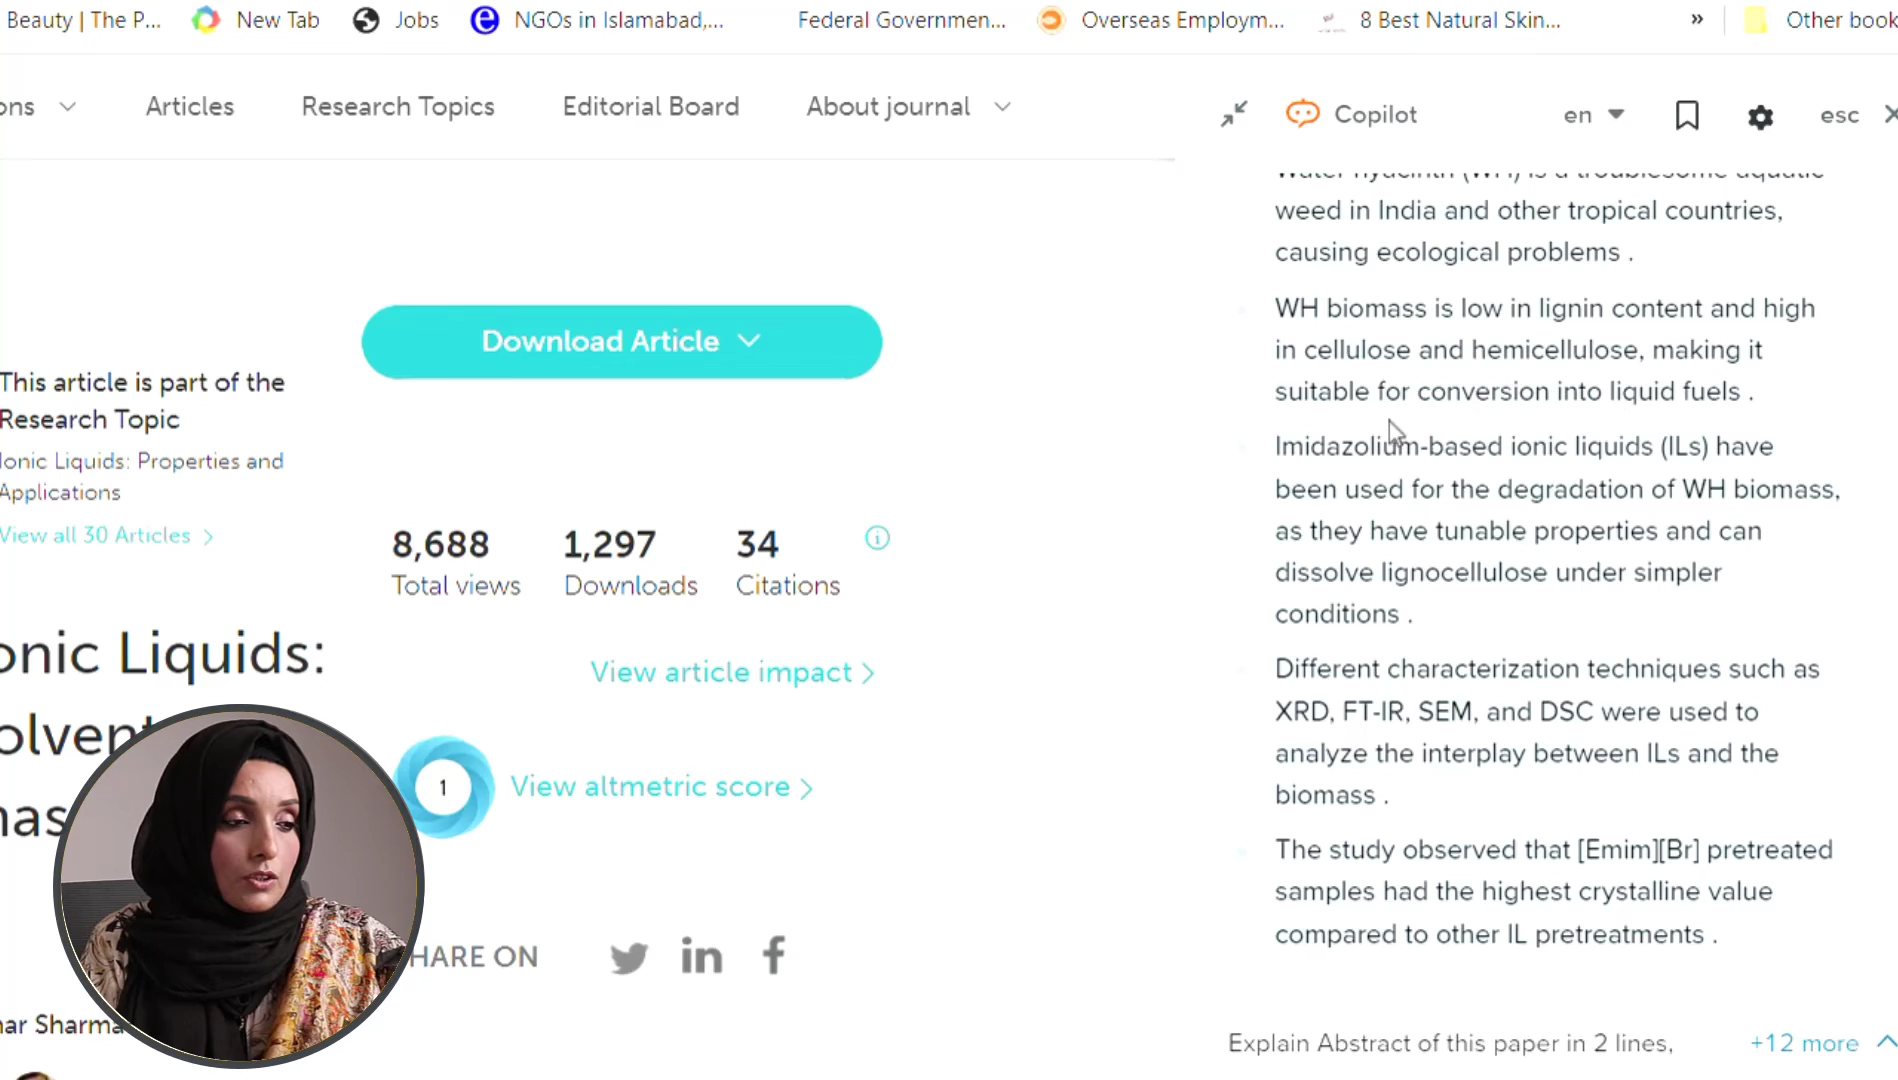 Beauty | The P...
New Tab
Jobs
NGOs in Islamabad,...
Federal Governmen...
Overseas Employm...
8 Best Natural Skin...
»
Other book
ons
Articles
Research Topics
Editorial Board
About journal
Copilot
en
esc
Download Article
This article is part of the
Research Topic
Ionic Liquids: Properties and
Applications
View all 30 Articles
8,688
Total views
1,297
Downloads
34
Citations
View article impact
onic Liquids:
olvent
mas
1
View altmetric score
HARE ON
mar Sharma
Water hyacinth (WH) is a troublesome aquatic
weed in India and other tropical countries,
causing ecological problems .
WH biomass is low in lignin content and high
in cellulose and hemicellulose, making it
suitable for conversion into liquid fuels .
Imidazolium-based ionic liquids (ILs) have
been used for the degradation of WH biomass,
as they have tunable properties and can
dissolve lignocellulose under simpler
conditions .
Different characterization techniques such as
XRD, FT-IR, SEM, and DSC were used to
analyze the interplay between ILs and the
biomass .
The study observed that [Emim][Br] pretreated
samples had the highest crystalline value
compared to other IL pretreatments .
Explain Abstract of this paper in 2 lines,
+12 more